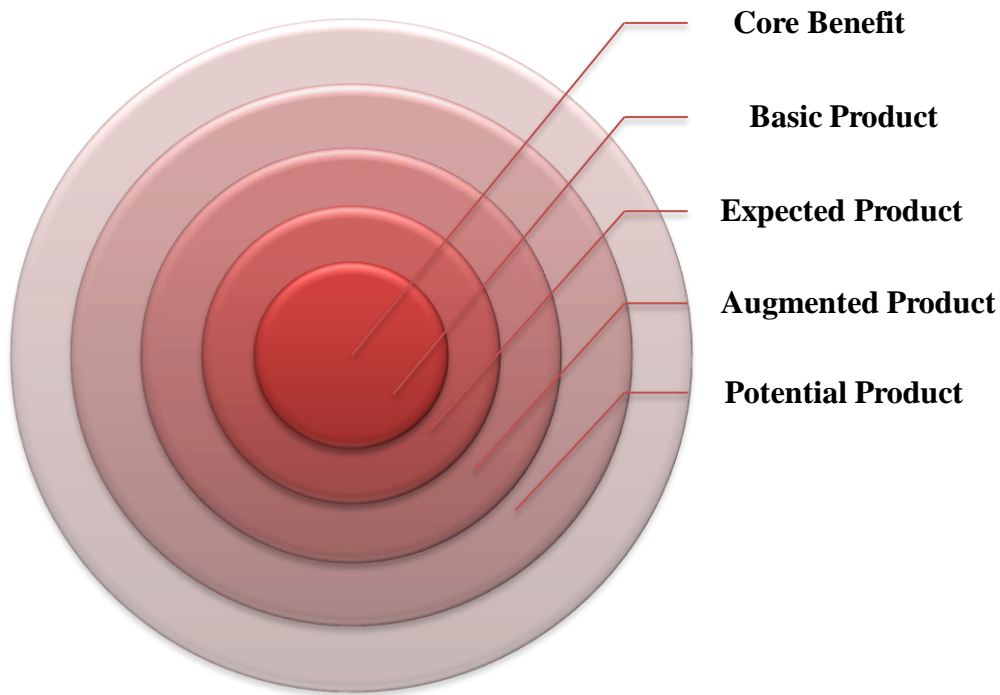 Core Benefit
Basic Product
Expected Product
Augmented Product
Potential Product